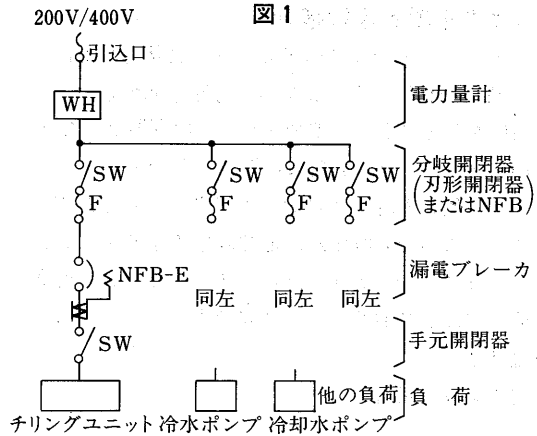 図1
200V/400V
引込口
WH
電力量計
SW SW SW SW
F F F F
分岐開閉器
(刃形開閉器
またはNFB)
NFB-E
漏電ブレーカ
同左 同左 同左
SW
手元開閉器
他の負荷
負 荷
チリングユニット 冷水ポンプ 冷却水ポンプ